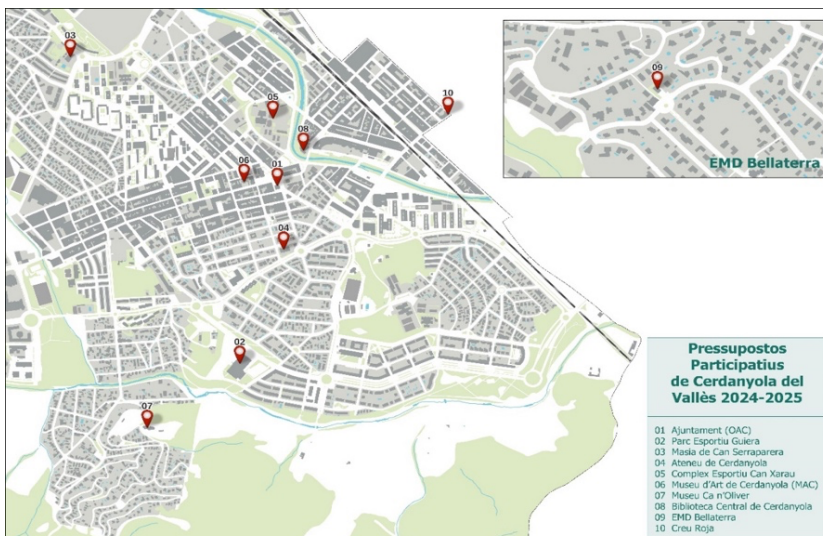 03
05
10
08
06
01
04
02
07
09
EMD Bellaterra
Pressupostos
Participatius
de Cerdanyola del
Vallès 2024-2025
01 Ajuntament (OAC)
02 Parc Esportiu Guiera
03 Masia de Can Serraparera
04 Ateneu de Cerdanyola
05 Complex Esportiu Can Xarau
06 Museu d'Art de Cerdanyola (MAC)
07 Museu Ca n'Oliver
08 Biblioteca Central de Cerdanyola
09 EMD Bellaterra
10 Creu Roja